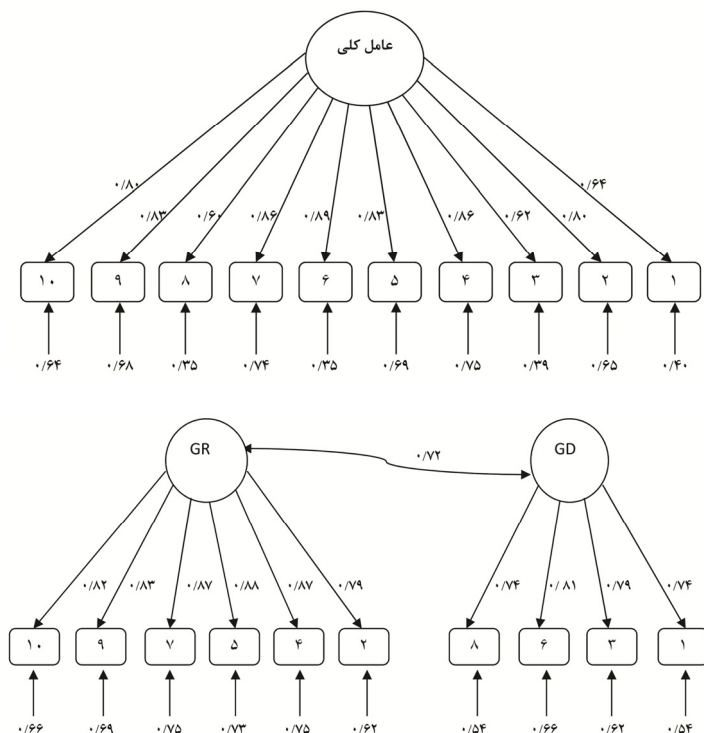 عامل کلی
۰/۸۰ ۰/۸۳ ۰/۶۰ ۰/۸۶ ۰/۸۹ ۰/۸۳ ۰/۸۶ ۰/۶۲ ۰/۸۰ ۰/۶۴
۱۰ ۹ ۸ ۷ ۶ ۵ ۴ ۳ ۲ ۱
۰/۶۴ ۰/۶۸ ۰/۳۵ ۰/۷۴ ۰/۳۵ ۰/۶۹ ۰/۷۵ ۰/۳۹ ۰/۶۵ ۰/۴۰
GR ۰/۷۲ GD
۰/۸۲ ۰/۸۳ ۰/۸۷ ۰/۸۸ ۰/۸۷ ۰/۷۹ ۰/۷۴ ۰/۸۱ ۰/۷۹ ۰/۷۴
۱۰ ۹ ۷ ۵ ۴ ۲ ۸ ۶ ۳ ۱
۰/۶۶ ۰/۶۹ ۰/۷۵ ۰/۷۳ ۰/۷۵ ۰/۶۲ ۰/۵۴ ۰/۶۶ ۰/۶۲ ۰/۵۴